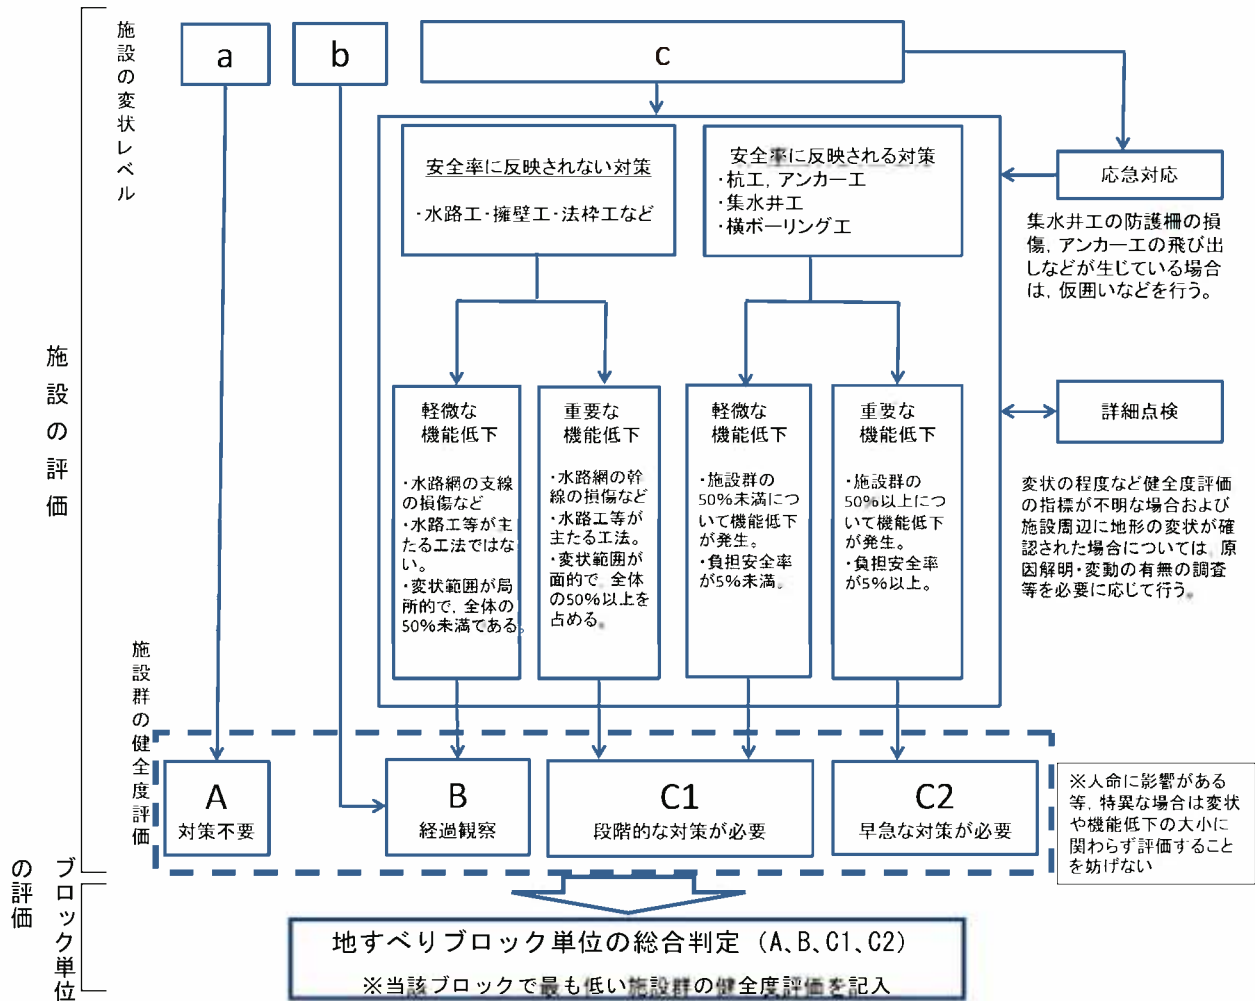 施設の変状レベル
a
b
c
安全率に反映されない対策
・水路工・擁壁工・法枠工など
安全率に反映される対策
・杭工，アンカー工
・集水井工
・横ボーリング工
応急対応
集水井工の防護柵の損
傷，アンカー工の飛び出
しなどが生じている場合
は，仮囲いなどを行う。
施設の評価
軽微な
機能低下
・水路網の支線
の損傷など
・水路工等が主
たる工法ではな
い。
・変状範囲が局
所的で，全体の
50%未満である。
重要な
機能低下
・水路網の幹
線の損傷など
・水路工等が
主たる工法。
・変状範囲が
面的で，全体
の50%以上を
占める。
軽微な
機能低下
・施設群の
50%未満につ
いて機能低下
が発生。
・負担安全率
が5%未満。
重要な
機能低下
・施設群の
50%以上につ
いて機能低下
が発生。
・負担安全率
が5%以上。
詳細点検
変状の程度など健全度評価
の指標が不明な場合および
施設周辺に地形の変状が確
認された場合については，原
因解明・変動の有無の調査
等を必要に応じて行う。
施設群の健全度評価
A
対策不要
B
経過観察
C1
段階的な対策が必要
C2
早急な対策が必要
※人命に影響がある
等，特異な場合は変状
や機能低下の大小に
関わらず評価すること
を妨げない
ブロック単位
の評価
地すべりブロック単位の総合判定（A、B、C1、C2）
※当該ブロックで最も低い施設群の健全度評価を記入